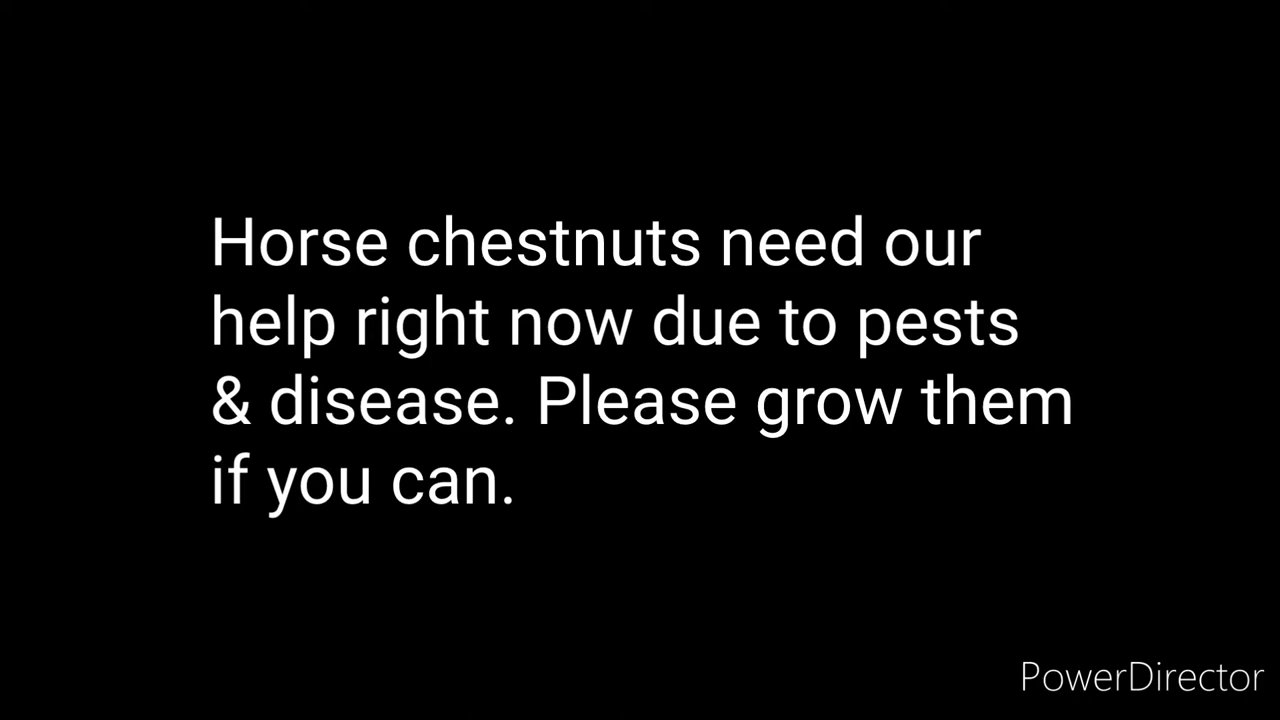 Horse chestnuts need our
help right now due to pests
& disease. Please grow them
if you can.
PowerDirector